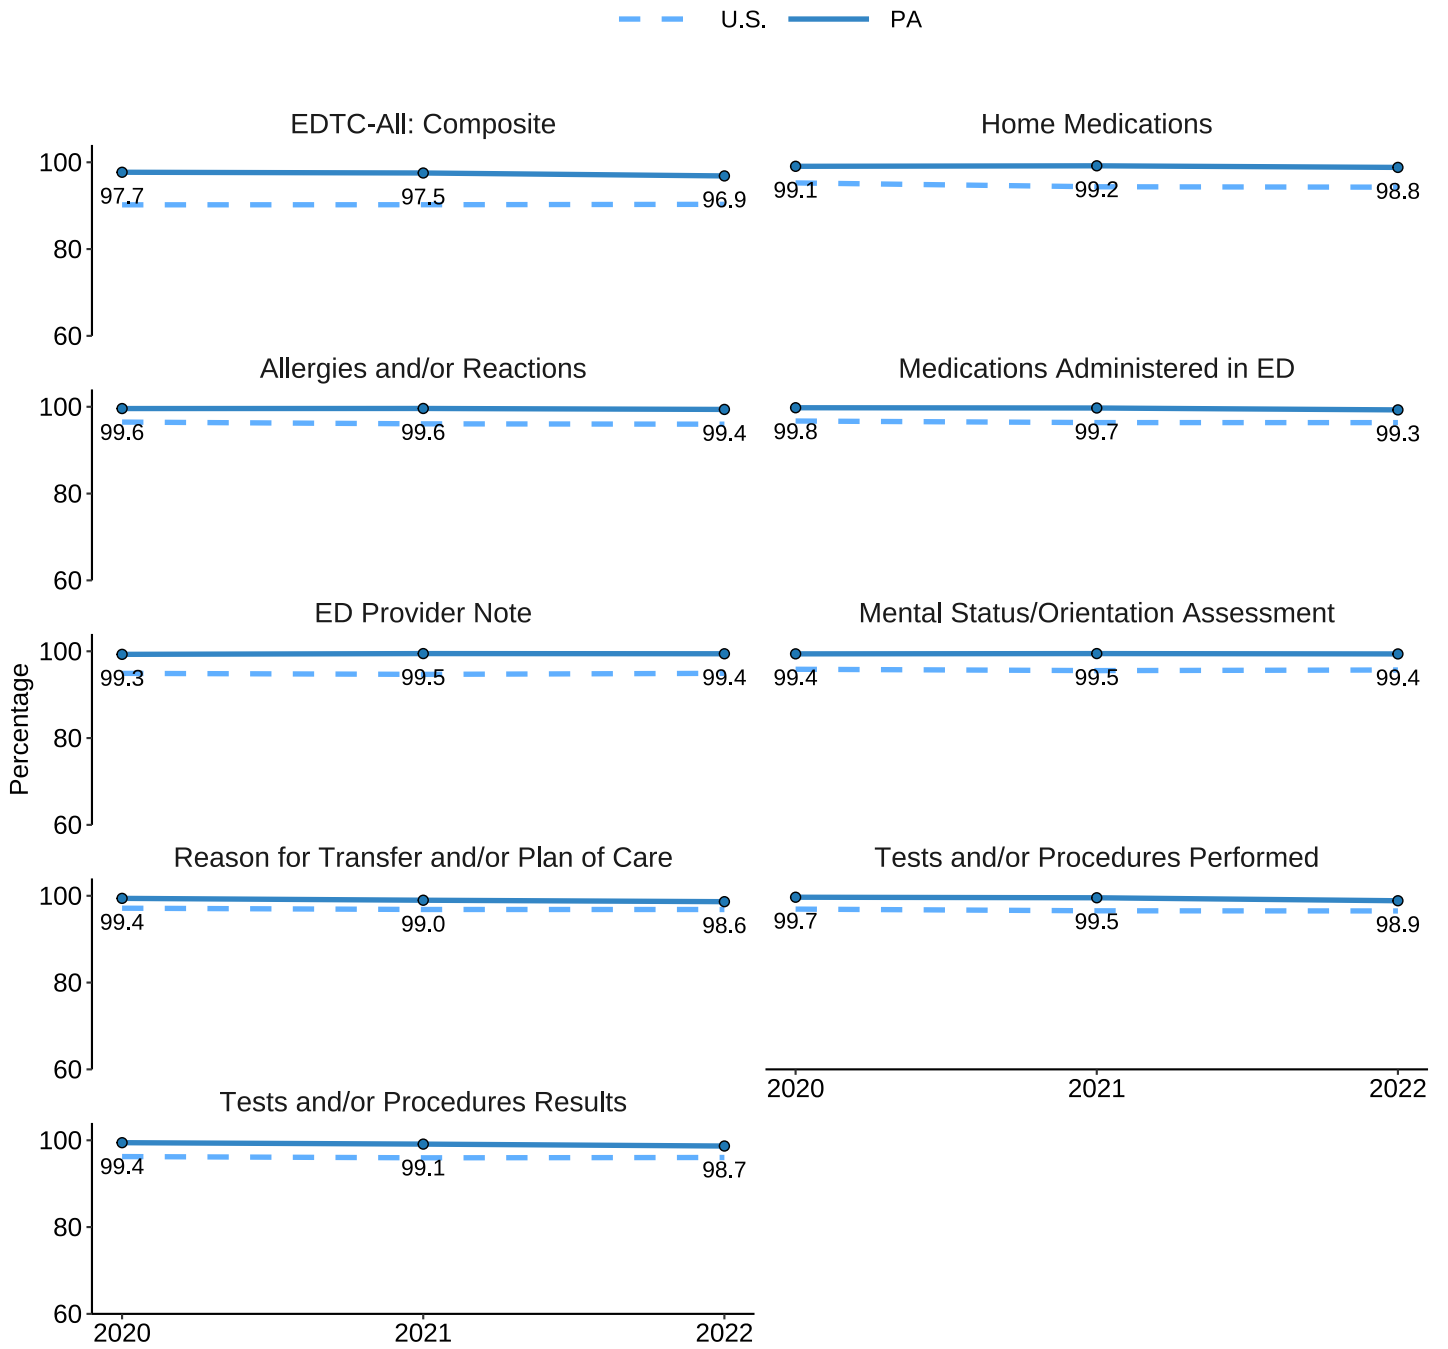 U.S. PA
EDTC-All: Composite
100
80
60
97.7 97.5 96.9
Home Medications
99.1 99.2 98.8
Allergies and/or Reactions
100
80
60
99.6 99.6 99.4
Medications Administered in ED
99.8 99.7 99.3
Percentage
ED Provider Note
100
80
60
99.3 99.5 99.4
Mental Status/Orientation Assessment
99.4 99.5 99.4
Reason for Transfer and/or Plan of Care
100
80
60
99.4 99.0 98.6
Tests and/or Procedures Performed
99.7 99.5 98.9
2020 2021 2022
Tests and/or Procedures Results
100
80
60
99.4 99.1 98.7
2020 2021 2022